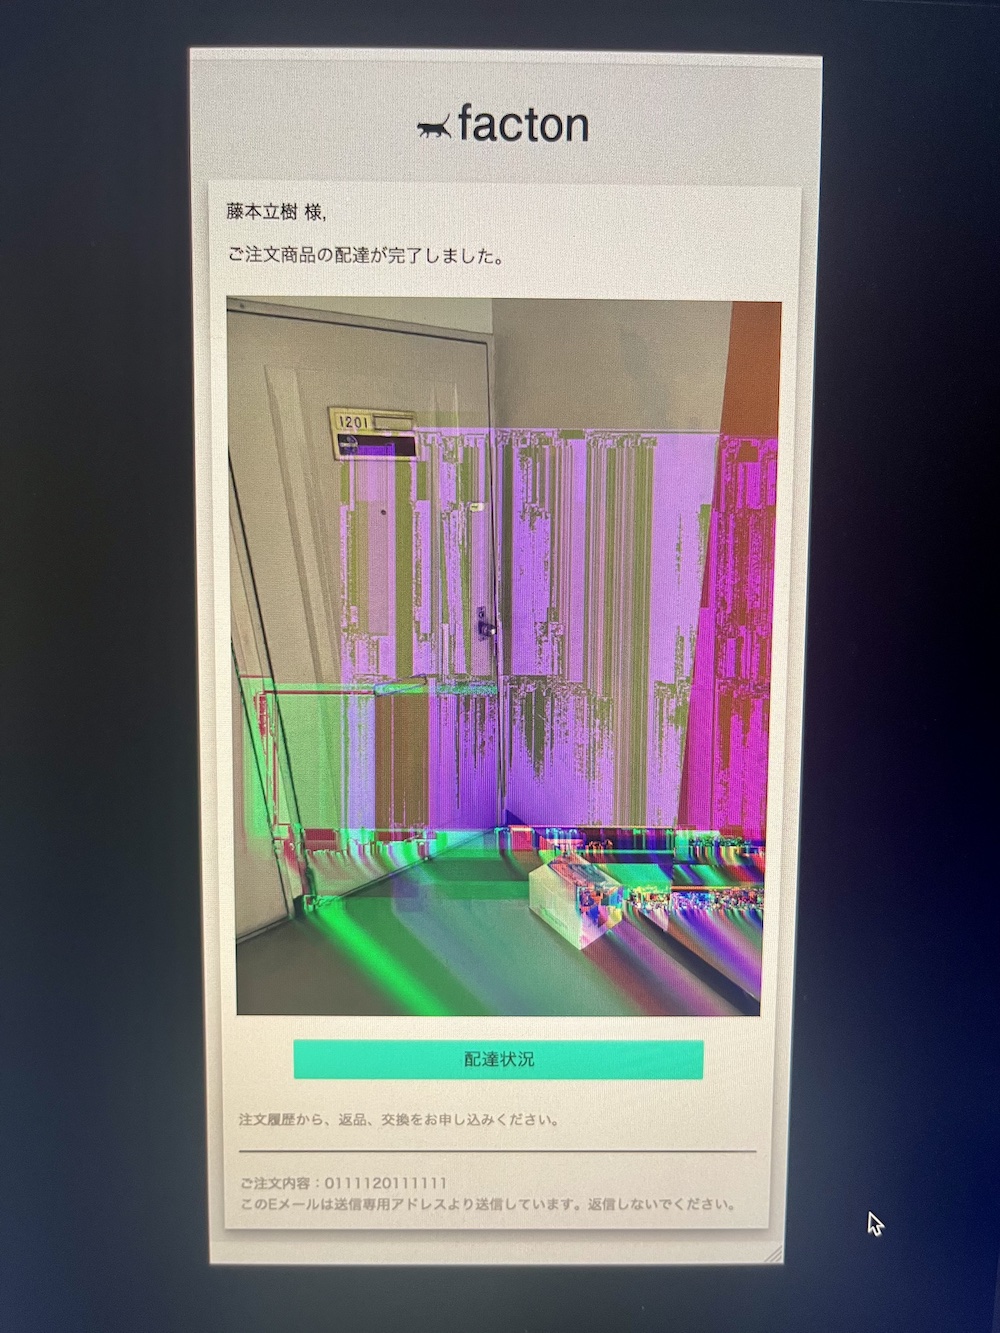 facton
藤本立樹 様,
ご注文商品の配達が完了しました。
1201
配達状況
注文履歴から、返品、交換をお申し込みください。
ご注文内容：0111120111111
このEメールは送信専用アドレスより送信しています。返信しないでください。